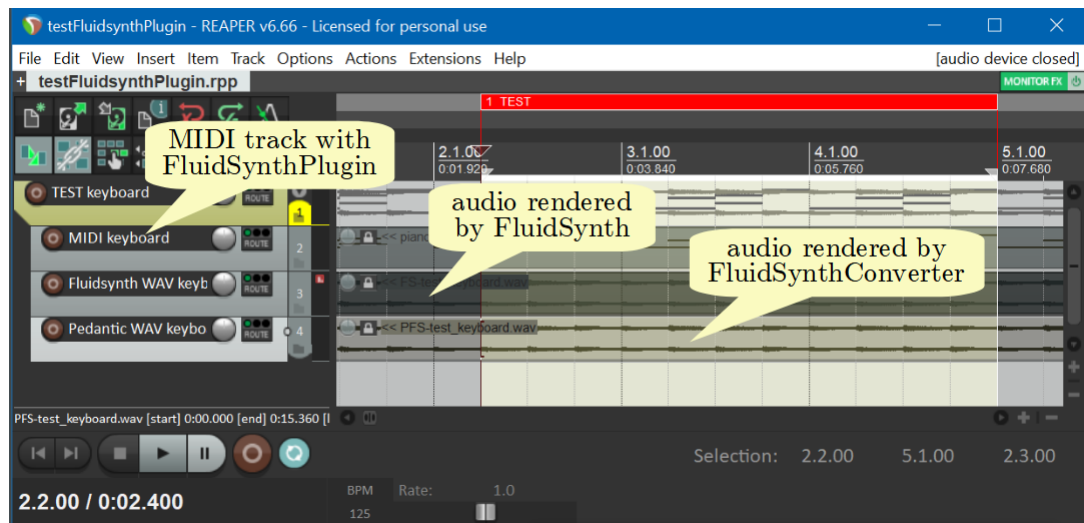 testFluidsynthPlugin - REAPER v6.66 - Licensed for personal use
File Edit View Insert Item Track Options Actions Extensions Help [audio device closed]
+ testFluidsynthPlugin.rpp
MONITOR FX
1 TEST
MIDI track with
FluidSynthPlugin
2.1.00 3.1.00 4.1.00 5.1.00
0:01.920 0:03.840 0:05.760 0:07.680
TEST keyboard
ROUTE
1
audio rendered
by FluidSynth
MIDI keyboard
ROUTE
2
<< piano
audio rendered by
FluidSynthConverter
Fluidsynth WAV keyb
ROUTE
3
Pedantic WAV keybo
ROUTE
4
<< PFS-test_keyboard.wav
PFS-test_keyboard.wav [start] 0:00.000 [end] 0:15.360 [l
Selection: 2.2.00 5.1.00 2.3.00
2.2.00 / 0:02.400
BPM Rate: 1.0
125